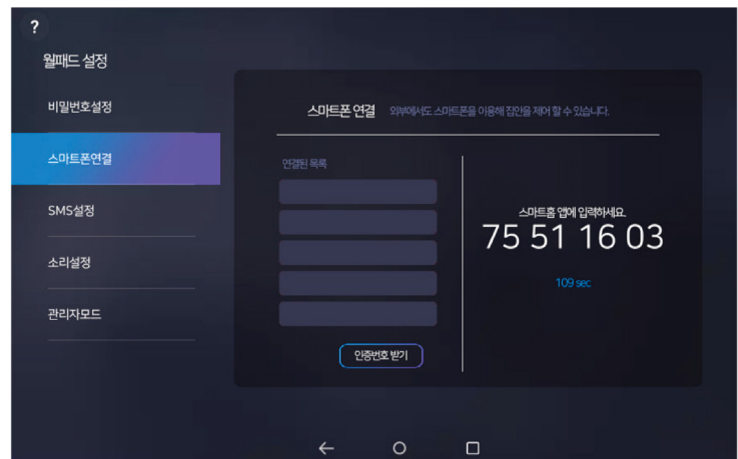 ?
월패드 설정
비밀번호설정
스마트폰연결
SMS설정
소리설정
관리자모드
스마트폰 연결 외부에서도 스마트폰을 이용해 집안을 제어 할 수 있습니다.
연결된 목록
인증번호 받기
스마트홈 앱에 입력하세요.
75 51 16 03
109 sec